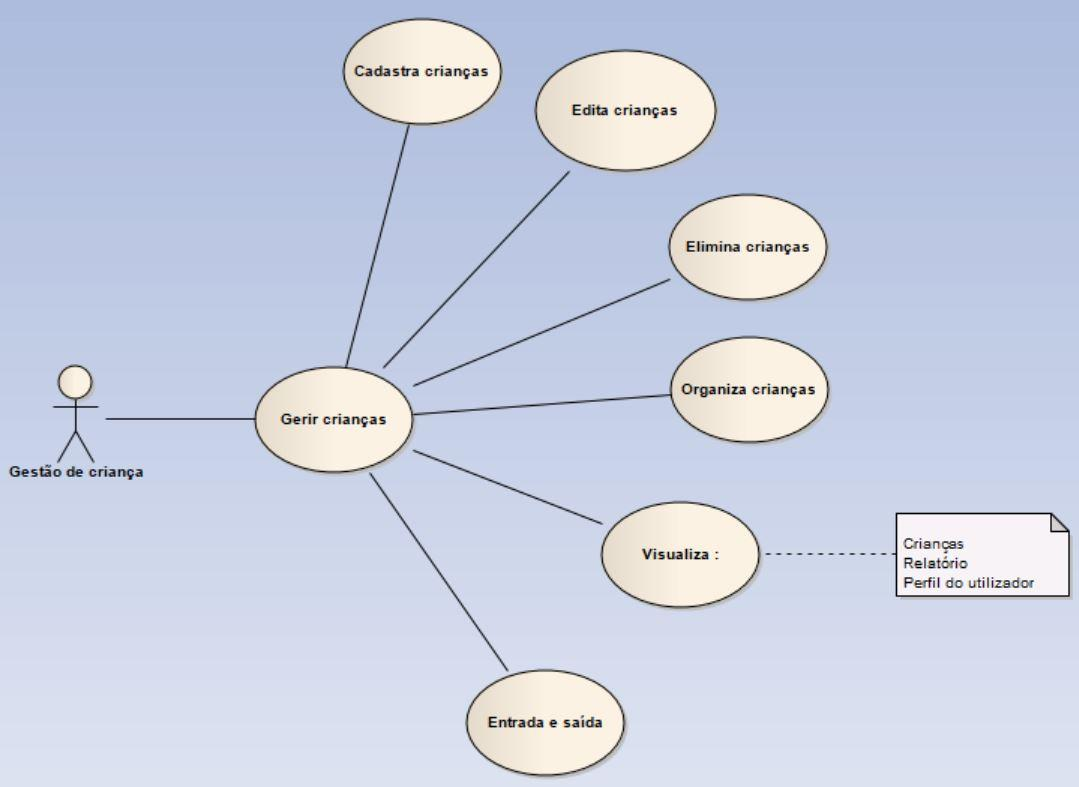 Cadastra crianças
Edita crianças
Elimina crianças
Organiza crianças
Gerir crianças
Gestão de criança
Visualiza :
Crianças
Relatório
Perfil do utilizador
Entrada e saída